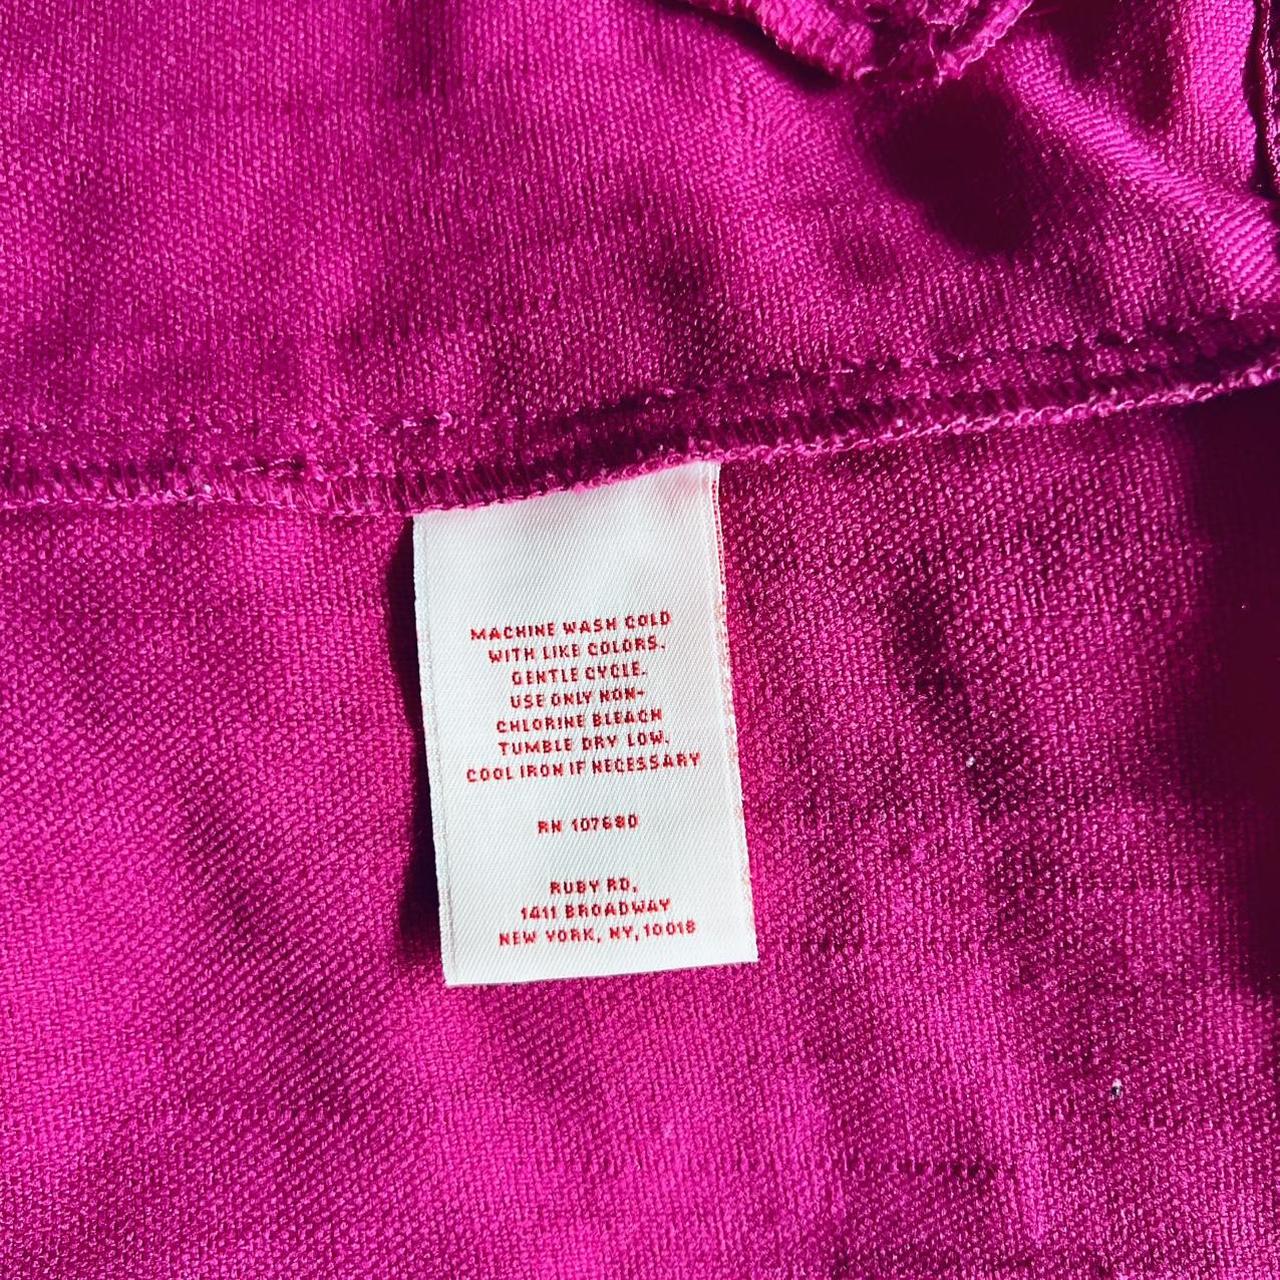 MACHINE WASH COLD
WITH LIKE COLORS.
GENTLE CYCLE.
USE ONLY NON-
CHLORINE BLEACH
TUMBLE DRY LOW.
COOL IRON IF NECESSARY
RN 107680
RUBY RD,
1411 BROADWAY
NEW YORK, NY, 10018